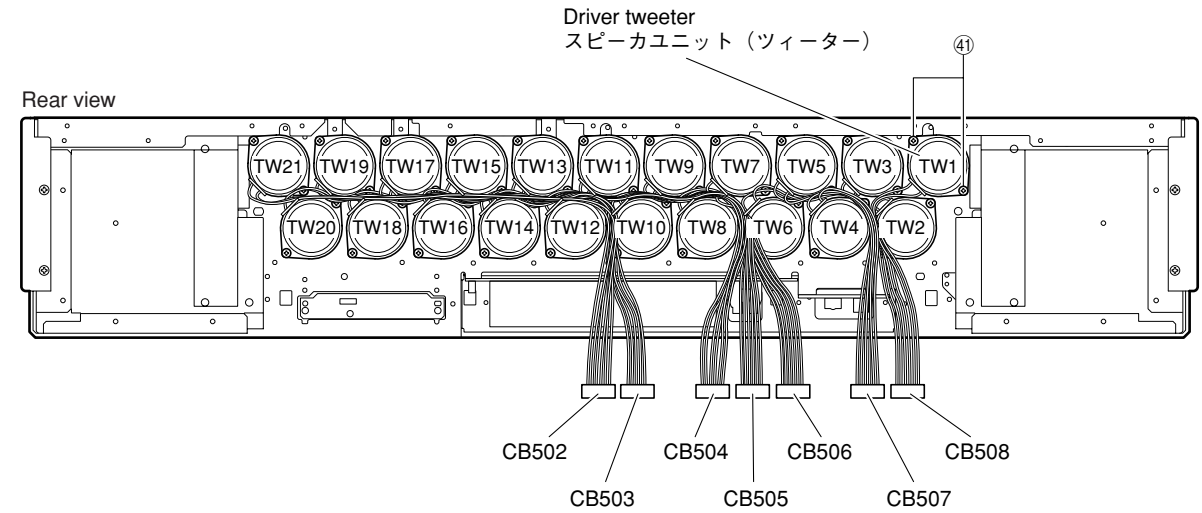 Driver tweeter
スピーカユニット（ツィーター）
㊶
Rear view
TW21 TW19 TW17 TW15 TW13 TW11 TW9 TW7 TW5 TW3 TW1
TW20 TW18 TW16 TW14 TW12 TW10 TW8 TW6 TW4 TW2
CB502 CB504 CB506 CB508
CB503 CB505 CB507